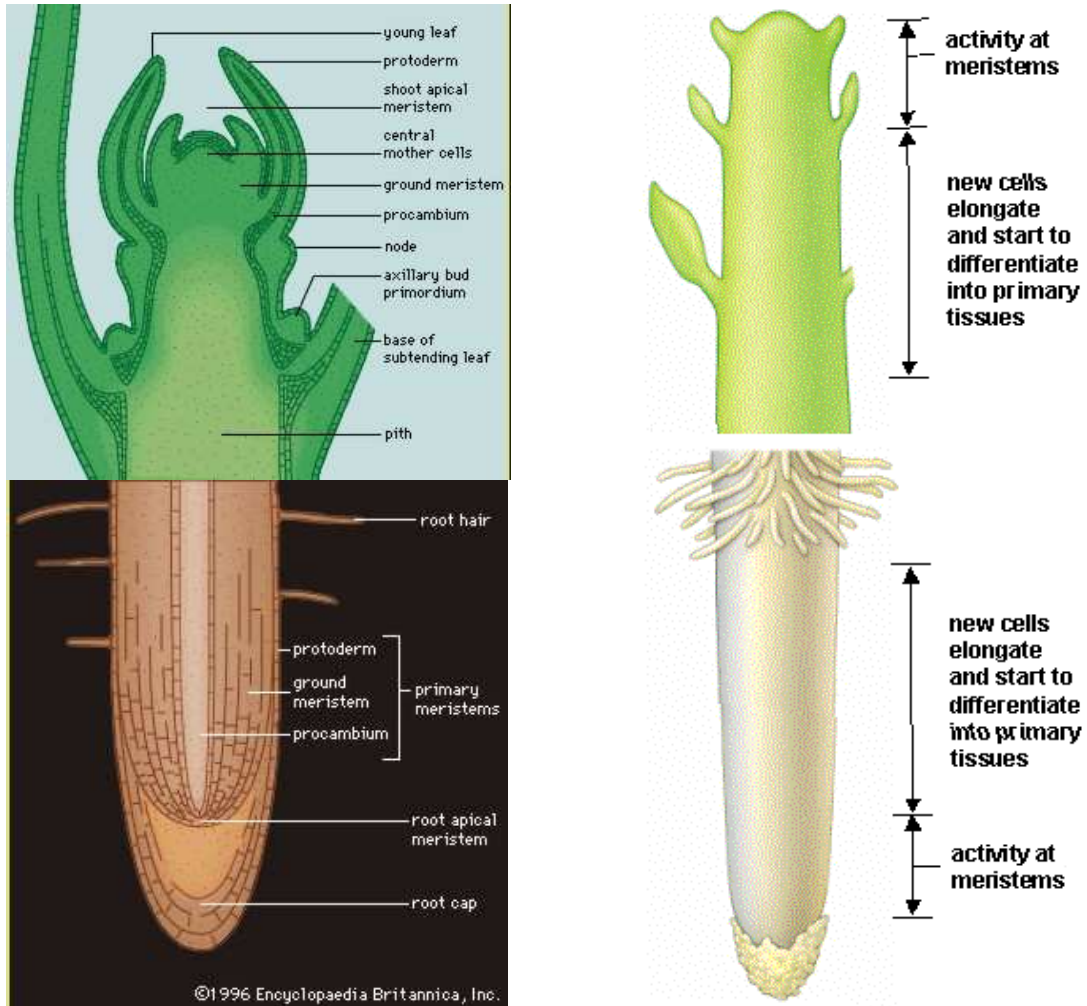 young leaf
protoderm
shoot apical
meristem
central
mother cells
ground meristem
procambium
node
axillary bud
primordium
base of
subtending leaf
pith
activity at
meristems
new cells
elongate
and start to
differentiate
into primary
tissues
root hair
protoderm
ground
meristem
procambium
primary
meristems
root apical
meristem
root cap
©1996 Encyclopaedia Britannica, Inc.
new cells
elongate
and start to
differentiate
into primary
tissues
activity at
meristems